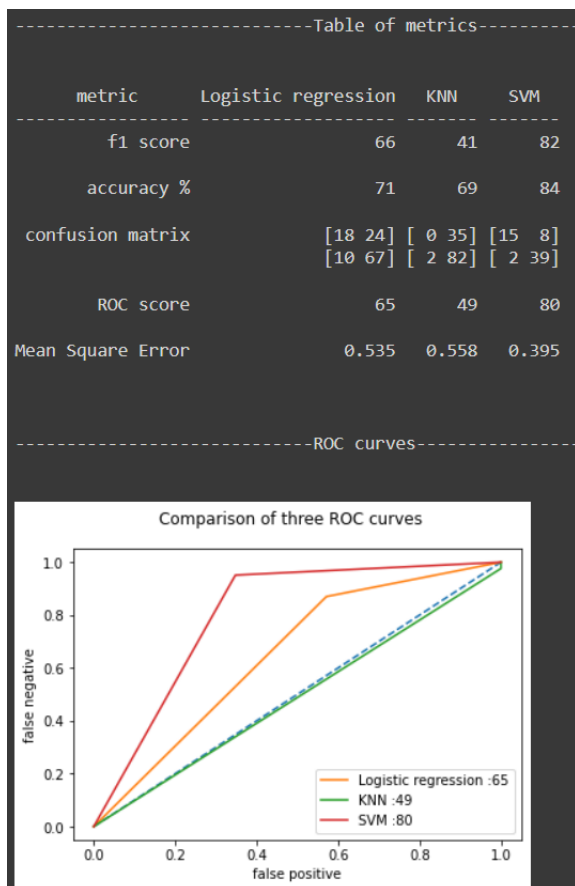 -----------------------------Table of metrics----------
metric Logistic regression KNN SVM
----------------- ------------------- ------- -------
f1 score 66 41 82
accuracy % 71 69 84
confusion matrix [18 24] [ 0 35] [15 8]
[10 67] [ 2 82] [ 2 39]
ROC score 65 49 80
Mean Square Error 0.535 0.558 0.395
-----------------------------ROC curves----------------
Comparison of three ROC curves
1.0
0.8
0.6
0.4
0.2
0.0
false negative
Logistic regression :65
KNN :49
SVM :80
0.0 0.2 0.4 0.6 0.8 1.0
false positive